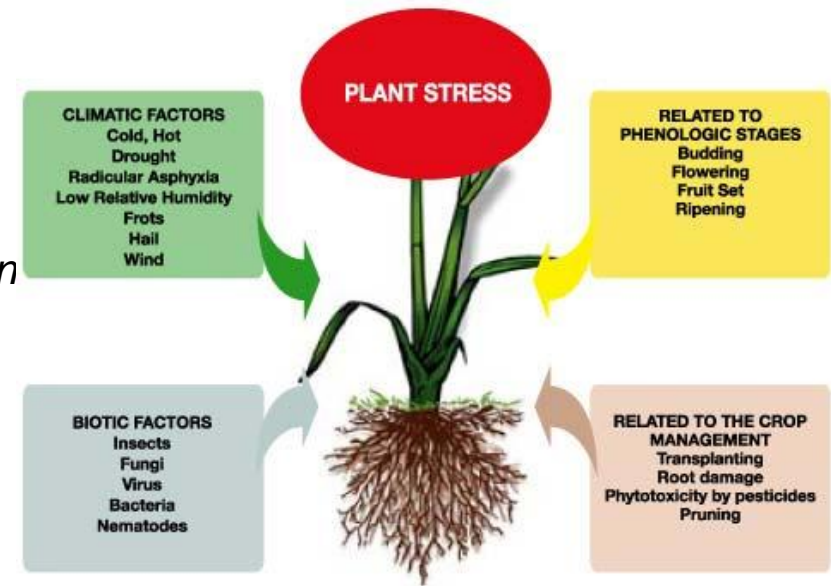 PLANT STRESS
CLIMATIC FACTORS
Cold, Hot
Drought
Radicular Asphyxia
Low Relative Humidity
Frots
Hail
Wind
RELATED TO
PHENOLOGIC STAGES
Budding
Flowering
Fruit Set
Ripening
n
BIOTIC FACTORS
Insects
Fungi
Virus
Bacteria
Nematodes
RELATED TO THE CROP
MANAGEMENT
Transplanting
Root damage
Phytotoxicity by pesticides
Pruning